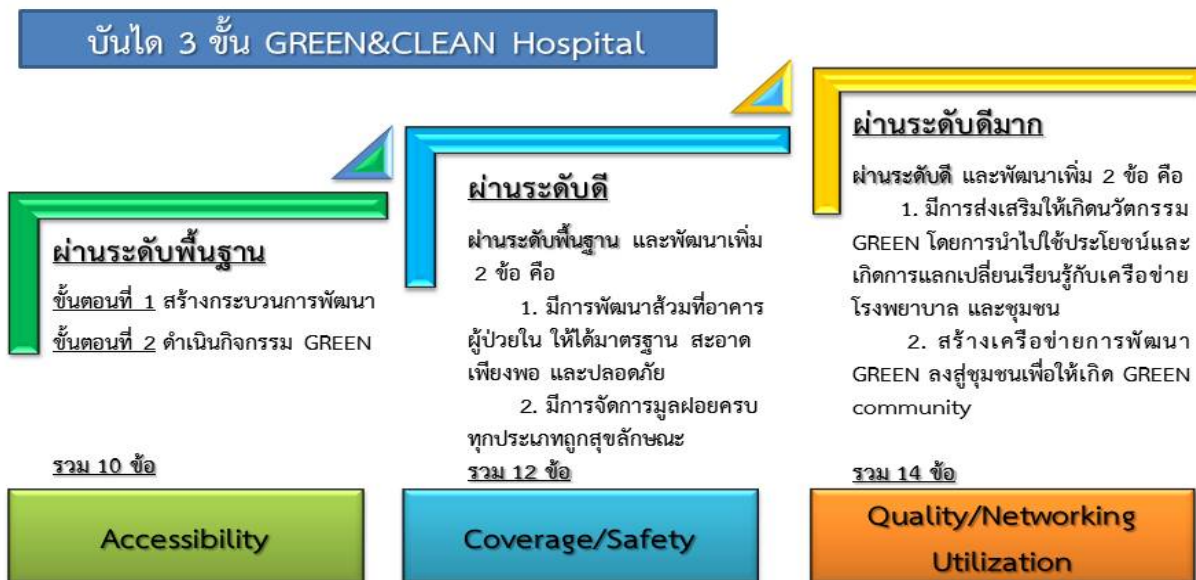 บันได 3 ขั้น GREEN&CLEAN Hospital
ผ่านระดับพื้นฐาน
ขั้นตอนที่ 1 สร้างกระบวนการพัฒนา
ขั้นตอนที่ 2 ดำเนินกิจกรรม GREEN
รวม 10 ข้อ
Accessibility
ผ่านระดับดี
ผ่านระดับพื้นฐาน และพัฒนาเพิ่ม
2 ข้อ คือ
1. มีการพัฒนาส้วมที่อาคาร
ผู้ป่วยใน ให้ได้มาตรฐาน สะอาด
เพียงพอ และปลอดภัย
2. มีการจัดการมูลฝอยครบ
ทุกประเภทถูกสุขลักษณะ
รวม 12 ข้อ
Coverage/Safety
ผ่านระดับดีมาก
ผ่านระดับดี และพัฒนาเพิ่ม 2 ข้อ คือ
1. มีการส่งเสริมให้เกิดนวัตกรรม
GREEN โดยการนำไปใช้ประโยชน์และ
เกิดการแลกเปลี่ยนเรียนรู้กับเครือข่าย
โรงพยาบาล และชุมชน
2. สร้างเครือข่ายการพัฒนา
GREEN ลงสู่ชุมชนเพื่อให้เกิด GREEN
community
รวม 14 ข้อ
Quality/Networking
Utilization